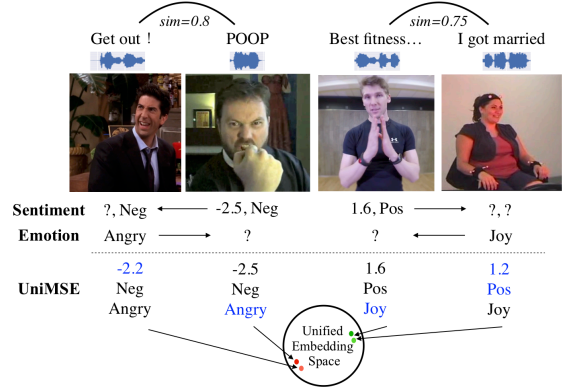 sim=0.8 sim=0.75
Get out ! POOP Best fitness… I got married
Sentiment ?, Neg -2.5, Neg 1.6, Pos ?, ?
Emotion Angry ? ? Joy
-2.2 -2.5 1.6 1.2
UniMSE Neg Neg Pos Pos
Angry Angry Joy Joy
Unified
Embedding
Space